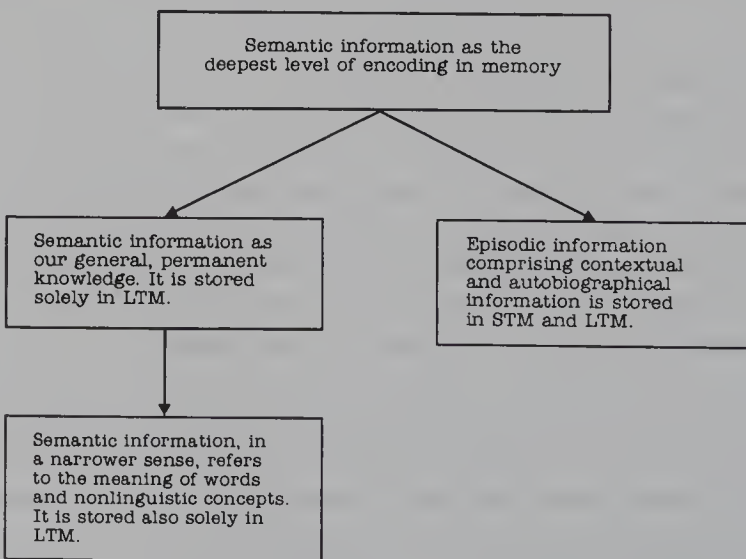 Semantic information as the
deepest level of encoding in memory
Semantic information as
our general, permanent
knowledge. It is stored
solely in LTM.
Episodic information
comprising contextual
and autobiographical
information is stored
in STM and LTM.
Semantic information, in
a narrower sense, refers
to the meaning of words
and nonlinguistic concepts.
It is stored also solely in
LTM.